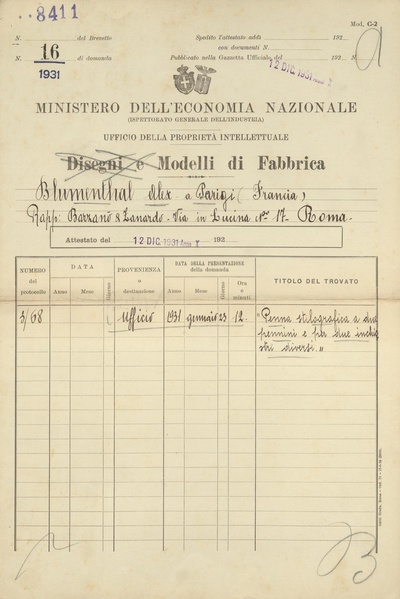 ..8411
Mod. C-2
N. del Brevetto
Spedito l'attestato addì 192
N. 16 di domanda
con documenti N.
1931
Pubblicato nella Gazzetta Ufficiale del 192
12 DIC. 1931 Anno X
MINISTERO DELL'ECONOMIA NAZIONALE
(ISPETTORATO GENERALE DELL'INDUSTRIA)
UFFICIO DELLA PROPRIETÀ INTELLETTUALE
Disegni e Modelli di Fabbrica
Blumenthal Alex a Parigi (Francia)
Rapp: Barzanò & Zanardo - Via in Lucina No. 17 - Roma -
Attestato del 12 DIC. 1931 Anno X 192
NUMERO del protocollo
DATA
Anno Mese Giorno
PROVENIENZA o destinazione
DATA DELLA PRESENTAZIONE della domanda
Anno Mese Giorno Ora e minuti
TITOLO DEL TROVATO
3/68 Ufficio 1931 gennaio 23 12. "Penna stilografica a due
pennini e per due inchio
stri diversi."